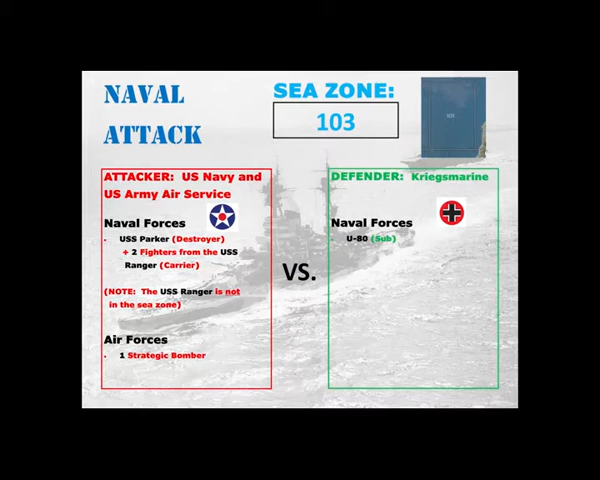 NAVAL
ATTACK
SEA ZONE:
103
103
ATTACKER: US Navy and
US Army Air Service
Naval Forces
• USS Parker (Destroyer)
+ 2 Fighters from the USS
Ranger (Carrier)
(NOTE: The USS Ranger is not
in the sea zone)
Air Forces
• 1 Strategic Bomber
VS.
DEFENDER: Kriegsmarine
Naval Forces
• U-80 (Sub)